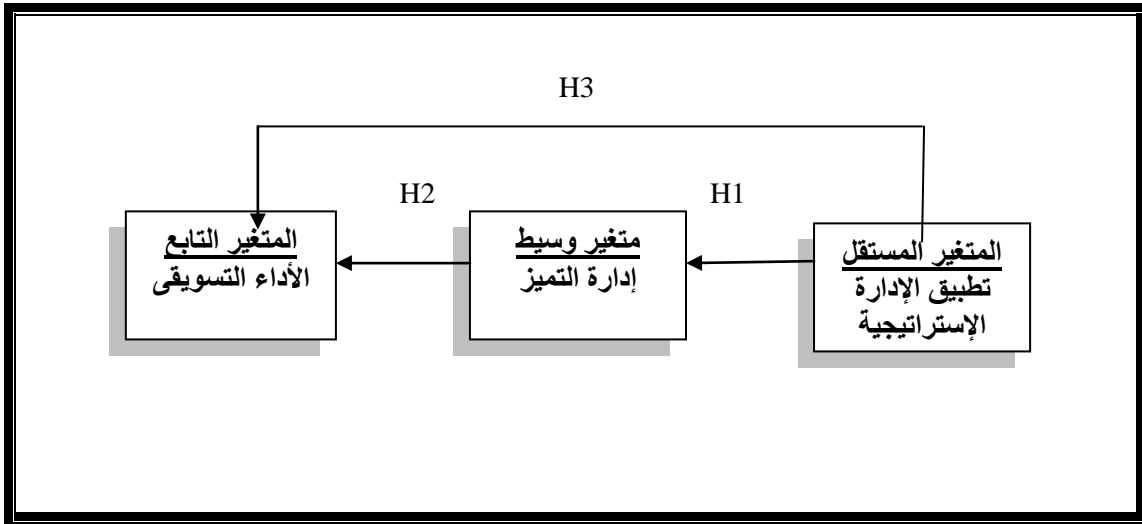 H3
H1
H2
المتغير المستقل
تطبيق الإدارة
الإستراتيجية
متغير وسيط
إدارة التميز
المتغير التابع
الأداء التسويقى